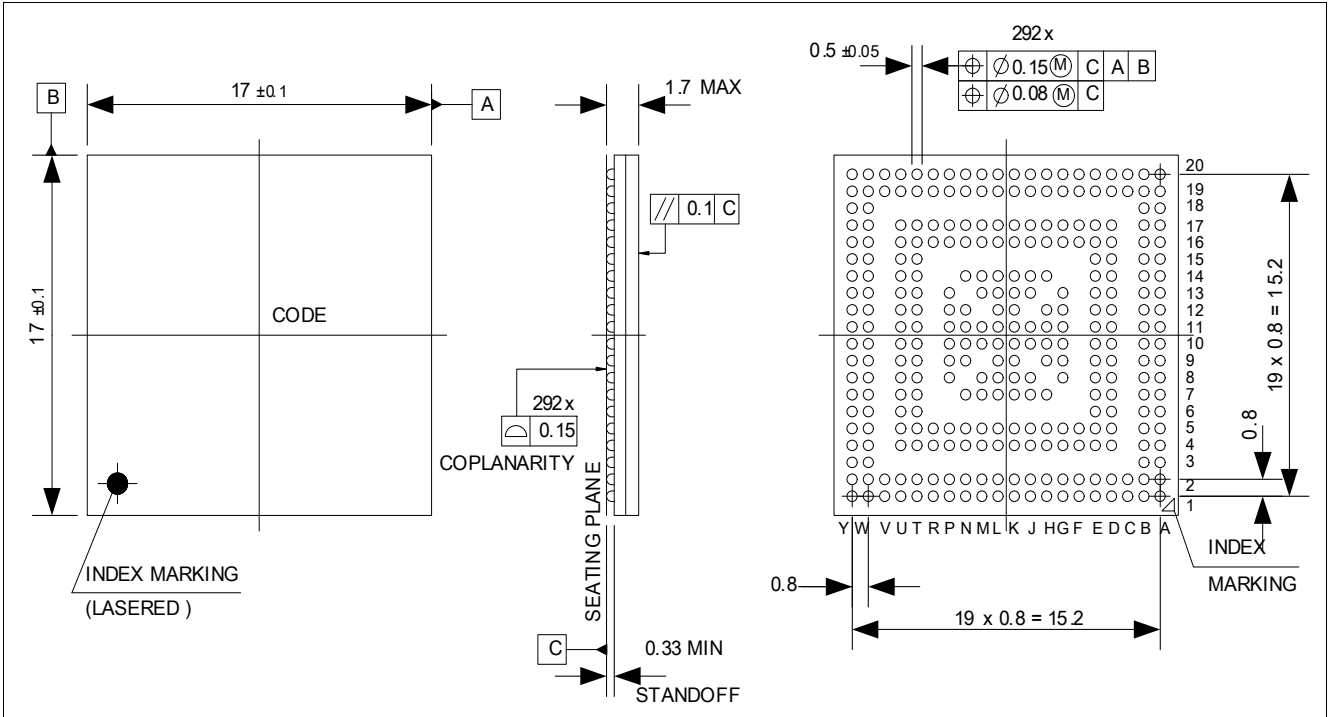 B
17 ±0.1
A
17 ±0.1
CODE
INDEX MARKING
(LASERED )
1.7 MAX
// 0.1 C
292 x
⌓ 0.15
COPLANARITY
SEATING PLANE
C
0.33 MIN
STANDOFF
292 x
0.5 ±0.05
⌖ ∅ 0.15 Ⓜ C A B
⌖ ∅ 0.08 Ⓜ C
20
19
18
17
16
15
14
13
12
11
10
9
8
7
6
5
4
3
2
1
19 x 0.8 = 15.2
0.8
Y W V U T R P N M L K J H G F E D C B A
INDEX
MARKING
0.8
19 x 0.8 = 15.2